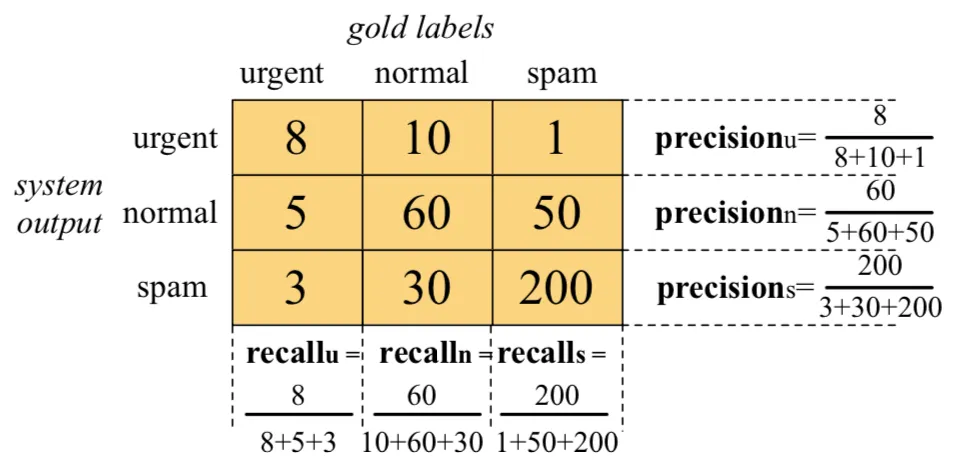 gold labels
urgent normal spam
urgent 8 10 1 precisionu= 8
8+10+1
system
output
normal 5 60 50 precisionn= 60
5+60+50
spam 3 30 200 precisions= 200
3+30+200
recallu = recalln = recalls =
8 60 200
8+5+3 10+60+30 1+50+200